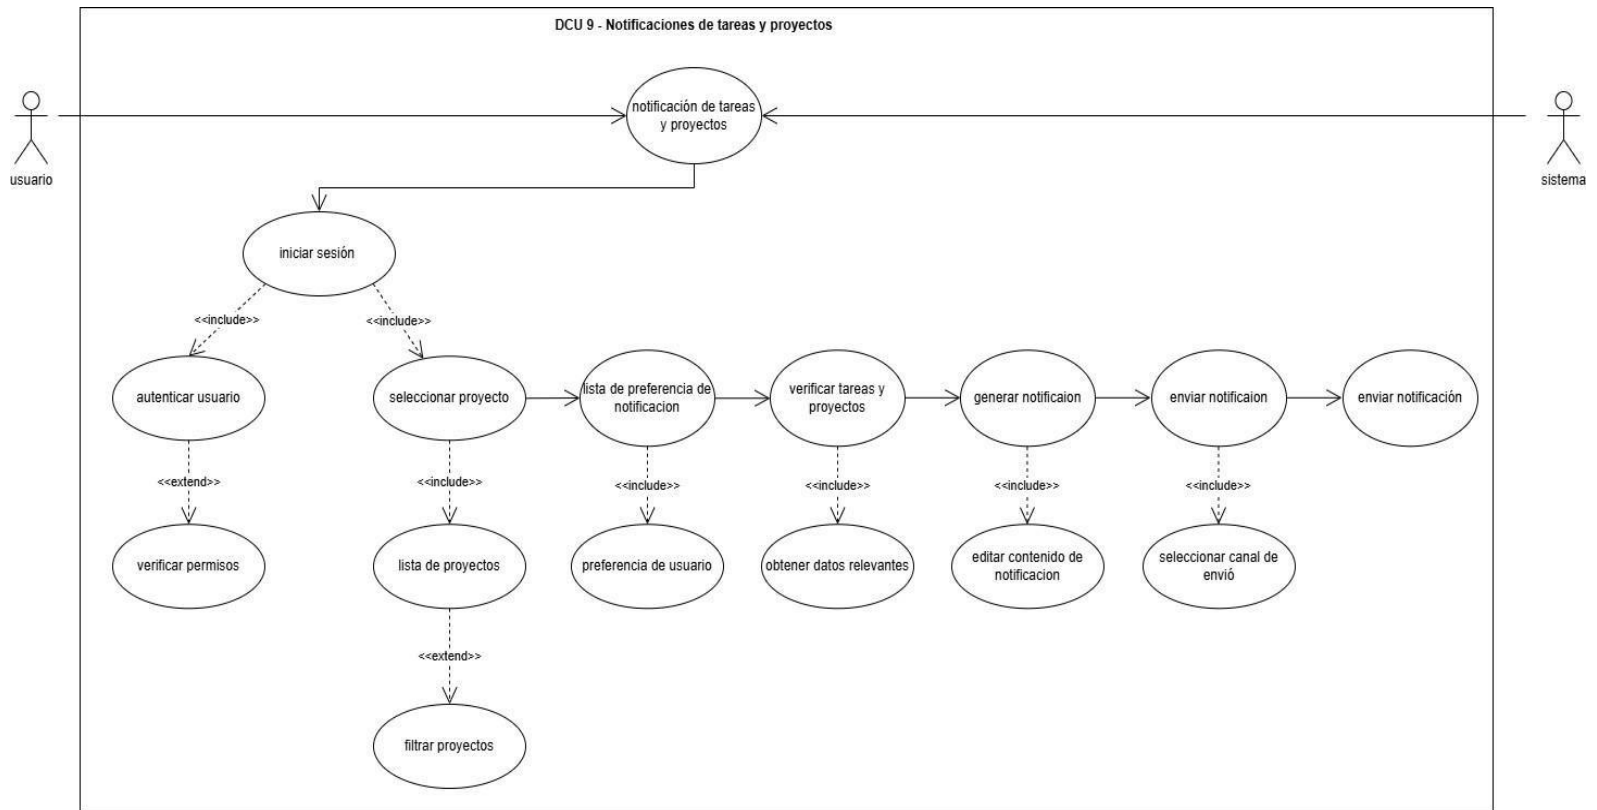 DCU 9 - Notificaciones de tareas y proyectos
notificación de tareas
y proyectos
usuario
sistema
iniciar sesión
<<include>>
<<include>>
autenticar usuario
seleccionar proyecto
lista de preferencia de
notificacion
verificar tareas y
proyectos
generar notificaion
enviar notificaion
enviar notificación
<<extend>>
<<include>>
<<include>>
<<include>>
<<include>>
<<include>>
verificar permisos
lista de proyectos
preferencia de usuario
obtener datos relevantes
editar contenido de
notificacion
seleccionar canal de
envió
<<extend>>
filtrar proyectos